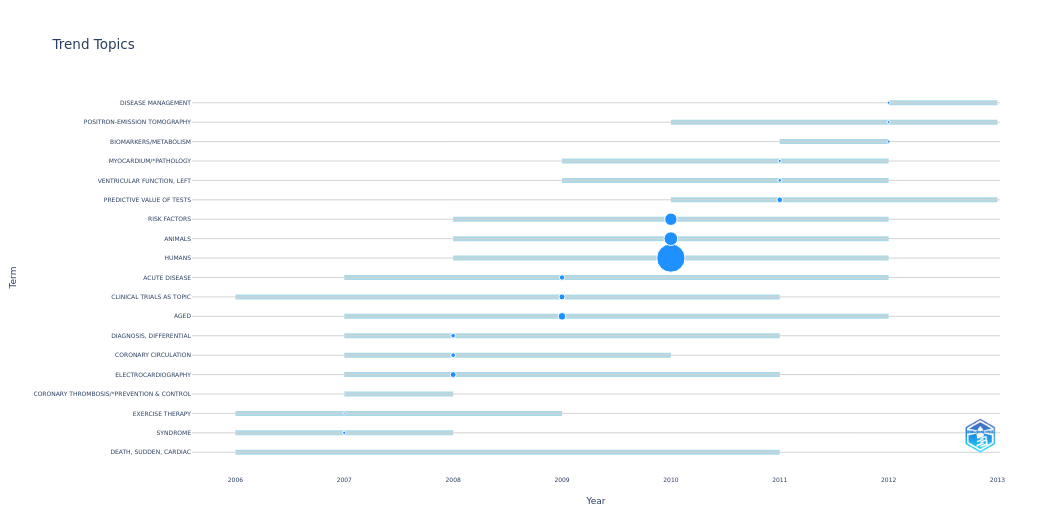 Trend Topics
DISEASE MANAGEMENT
POSITRON-EMISSION TOMOGRAPHY
BIOMARKERS/METABOLISM
MYOCARDIUM/*PATHOLOGY
VENTRICULAR FUNCTION, LEFT
PREDICTIVE VALUE OF TESTS
RISK FACTORS
ANIMALS
HUMANS
ACUTE DISEASE
CLINICAL TRIALS AS TOPIC
AGED
DIAGNOSIS, DIFFERENTIAL
CORONARY CIRCULATION
ELECTROCARDIOGRAPHY
CORONARY THROMBOSIS/*PREVENTION & CONTROL
EXERCISE THERAPY
SYNDROME
DEATH, SUDDEN, CARDIAC
Term
2006 2007 2008 2009 2010 2011 2012 2013
Year